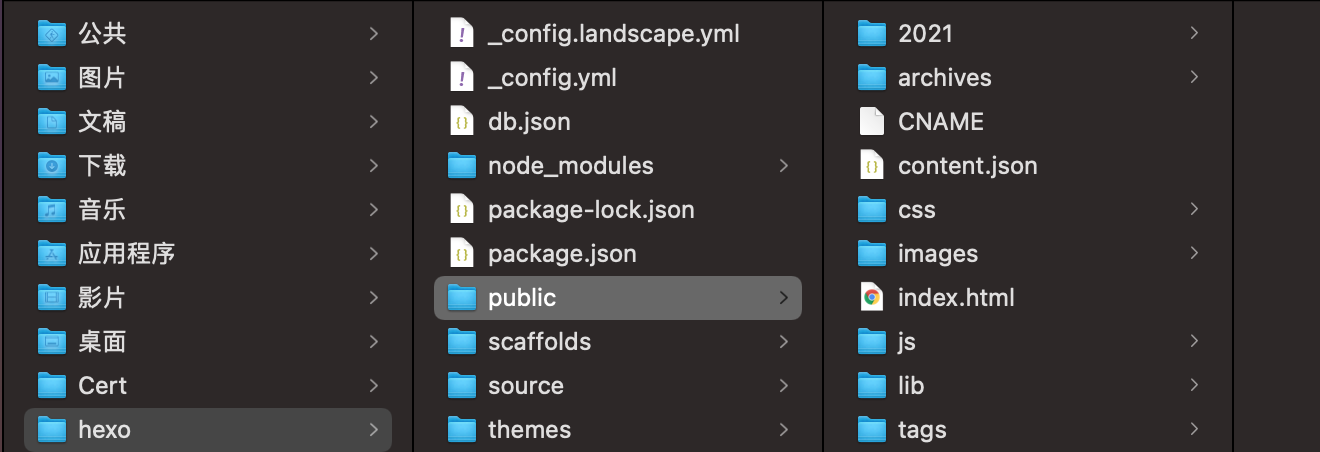 公共
图片
文稿
下载
音乐
应用程序
影片
桌面
Cert
hexo
_config.landscape.yml
_config.yml
db.json
node_modules
package-lock.json
package.json
public
scaffolds
source
themes
2021
archives
CNAME
content.json
css
images
index.html
js
lib
tags